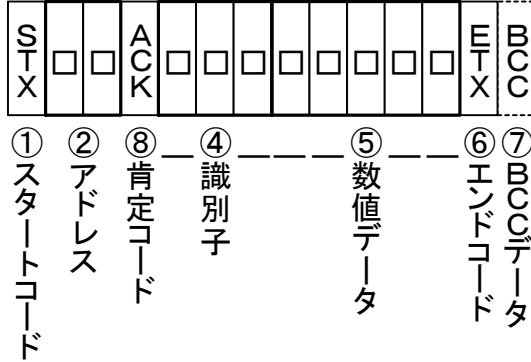 STX □ □ ACK □ □ □ □ □ □ □ □ ETX BCC
① ② ⑧ ④ ⑤ ⑥ ⑦
スタートコード
アドレス
肯定コード
識別子
数値データ
エンドコード
BCCデータ